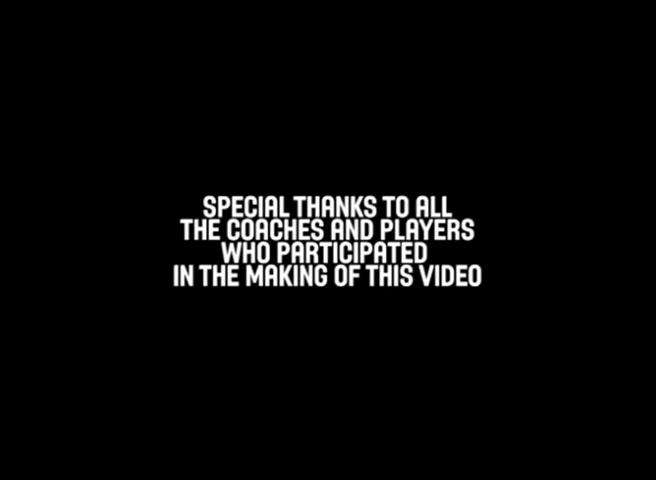 SPECIAL THANKS TO ALL
THE COACHES AND PLAYERS
WHO PARTICIPATED
IN THE MAKING OF THIS VIDEO